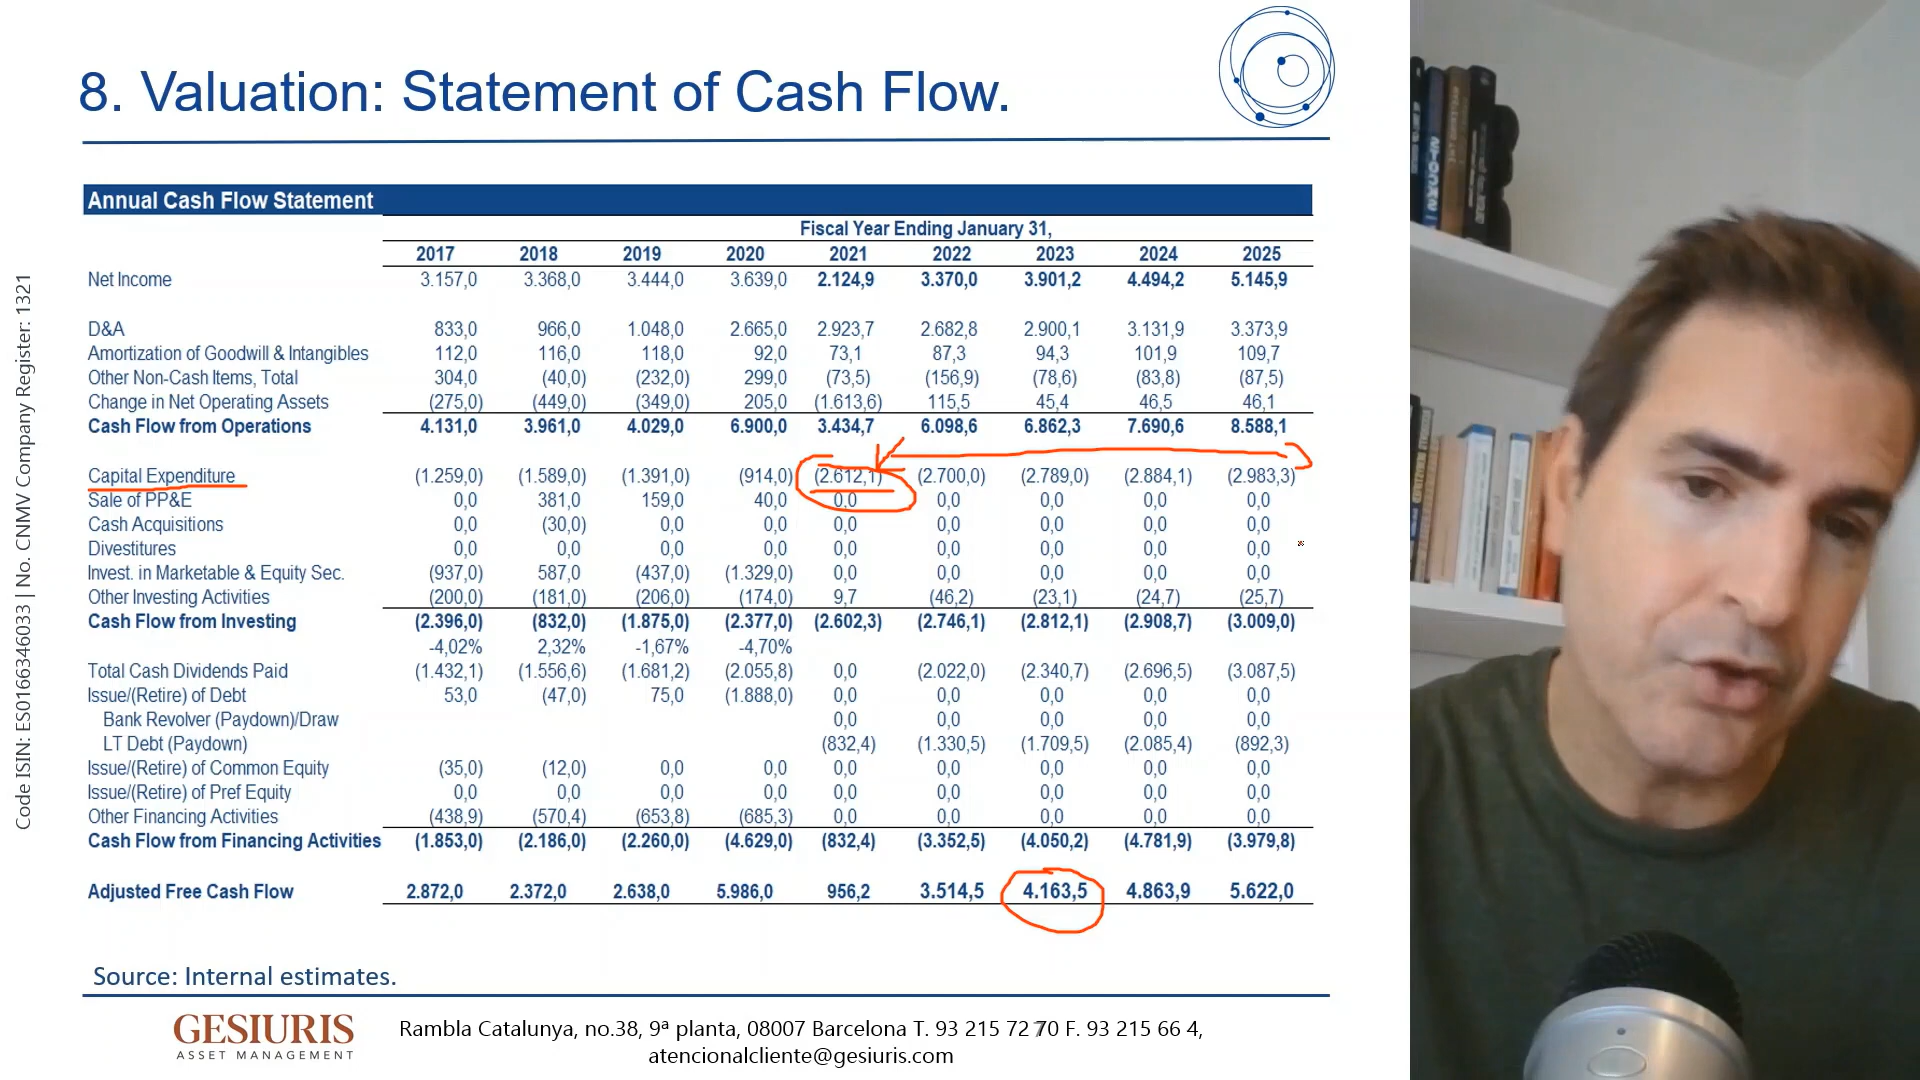 8. Valuation: Statement of Cash Flow.
Annual Cash Flow Statement
Fiscal Year Ending January 31,
2017 2018 2019 2020 2021 2022 2023 2024 2025
Net Income 3.157,0 3.368,0 3.444,0 3.639,0 2.124,9 3.370,0 3.901,2 4.494,2 5.145,9
D&A 833,0 966,0 1.048,0 2.665,0 2.923,7 2.682,8 2.900,1 3.131,9 3.373,9
Amortization of Goodwill & Intangibles 112,0 116,0 118,0 92,0 73,1 87,3 94,3 101,9 109,7
Other Non-Cash Items, Total 304,0 (40,0) (232,0) 299,0 (73,5) (156,9) (78,6) (83,8) (87,5)
Change in Net Operating Assets (275,0) (449,0) (349,0) 205,0 (1.613,6) 115,5 45,4 46,5 46,1
Cash Flow from Operations 4.131,0 3.961,0 4.029,0 6.900,0 3.434,7 6.098,6 6.862,3 7.690,6 8.588,1
Capital Expenditure (1.259,0) (1.589,0) (1.391,0) (914,0) (2.612,1) (2.700,0) (2.789,0) (2.884,1) (2.983,3)
Sale of PP&E 0,0 381,0 159,0 40,0 0,0 0,0 0,0 0,0 0,0
Cash Acquisitions 0,0 (30,0) 0,0 0,0 0,0 0,0 0,0 0,0 0,0
Divestitures 0,0 0,0 0,0 0,0 0,0 0,0 0,0 0,0 0,0
Invest. in Marketable & Equity Sec. (937,0) 587,0 (437,0) (1.329,0) 0,0 0,0 0,0 0,0 0,0
Other Investing Activities (200,0) (181,0) (206,0) (174,0) 9,7 (46,2) (23,1) (24,7) (25,7)
Cash Flow from Investing (2.396,0) (832,0) (1.875,0) (2.377,0) (2.602,3) (2.746,1) (2.812,1) (2.908,7) (3.009,0)
-4,02% 2,32% -1,67% -4,70%
Total Cash Dividends Paid (1.432,1) (1.556,6) (1.681,2) (2.055,8) 0,0 (2.022,0) (2.340,7) (2.696,5) (3.087,5)
Issue/(Retire) of Debt 53,0 (47,0) 75,0 (1.888,0) 0,0 0,0 0,0 0,0 0,0
Bank Revolver (Paydown)/Draw 0,0 0,0 0,0 0,0 0,0
LT Debt (Paydown) (832,4) (1.330,5) (1.709,5) (2.085,4) (892,3)
Issue/(Retire) of Common Equity (35,0) (12,0) 0,0 0,0 0,0 0,0 0,0 0,0 0,0
Issue/(Retire) of Pref Equity 0,0 0,0 0,0 0,0 0,0 0,0 0,0 0,0 0,0
Other Financing Activities (438,9) (570,4) (653,8) (685,3) 0,0 0,0 0,0 0,0 0,0
Cash Flow from Financing Activities (1.853,0) (2.186,0) (2.260,0) (4.629,0) (832,4) (3.352,5) (4.050,2) (4.781,9) (3.979,8)
Adjusted Free Cash Flow 2.872,0 2.372,0 2.638,0 5.986,0 956,2 3.514,5 4.163,5 4.863,9 5.622,0
Source: Internal estimates.
GESIURIS
ASSET MANAGEMENT
Rambla Catalunya, no.38, 9ª planta, 08007 Barcelona T. 93 215 72 70 F. 93 215 66 4,
atencionalcliente@gesiuris.com
Code ISIN: ES0166346033 | No. CNMV Company Register: 1321